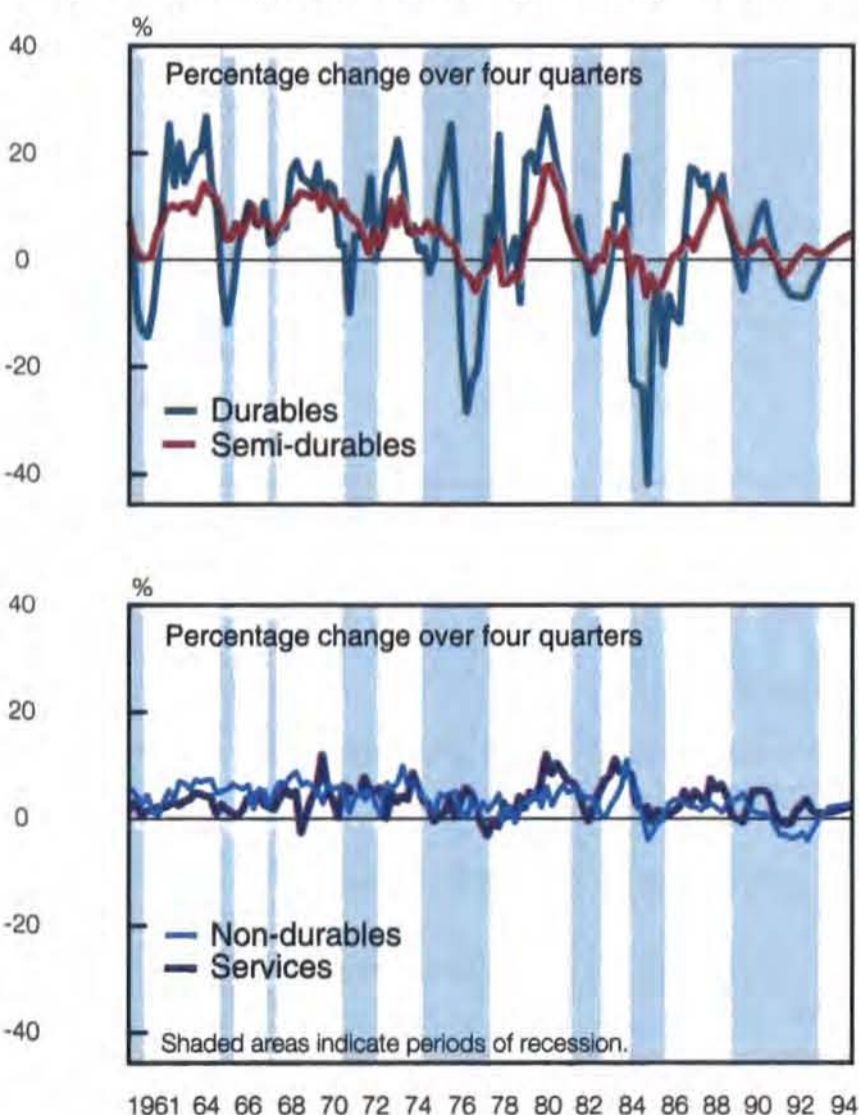 %
40
Percentage change over four quarters
20
0
-20
Durables
Semi-durables
-40
%
40
Percentage change over four quarters
20
0
-20
Non-durables
Services
-40
Shaded areas indicate periods of recession.
1961 64 66 68 70 72 74 76 78 80 82 84 86 88 90 92 94